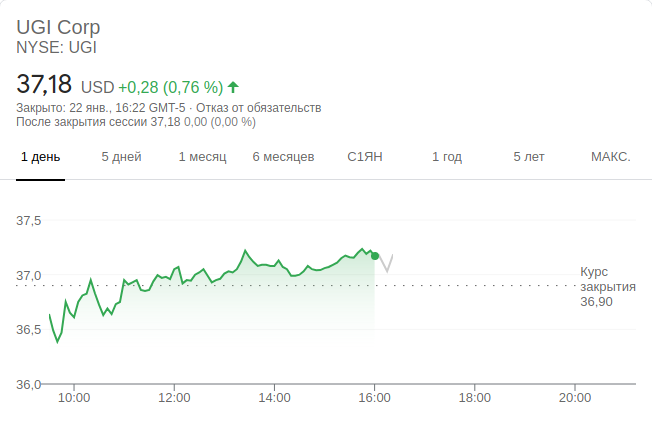 UGI Corp
NYSE: UGI
37,18 USD +0,28 (0,76 %)
Закрыто: 22 янв., 16:22 GMT-5 · Отказ от обязательств
После закрытия сессии 37,18 0,00 (0,00 %)
1 день 5 дней 1 месяц 6 месяцев С1ЯН 1 год 5 лет МАКС.
37,5
37,0
36,5
36,0
Курс
закрытия
36,90
10:00 12:00 14:00 16:00 18:00 20:00